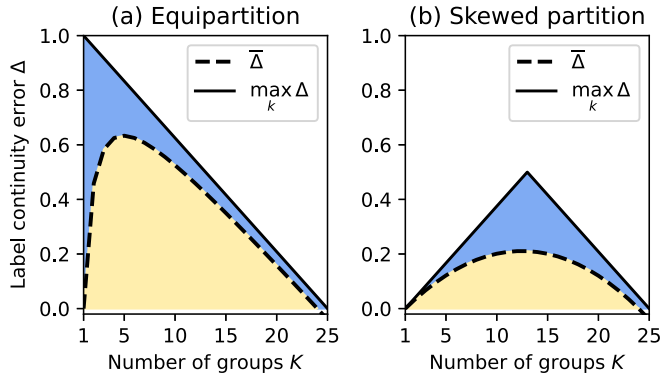 (a) Equipartition
(b) Skewed partition
Label continuity error Δ
1.0
0.8
0.6
0.4
0.2
0.0
1 5 10 15 20 25
Number of groups K
Δ̅
max Δ
k
1.0
0.8
0.6
0.4
0.2
0.0
1 5 10 15 20 25
Number of groups K
Δ̅
max Δ
k